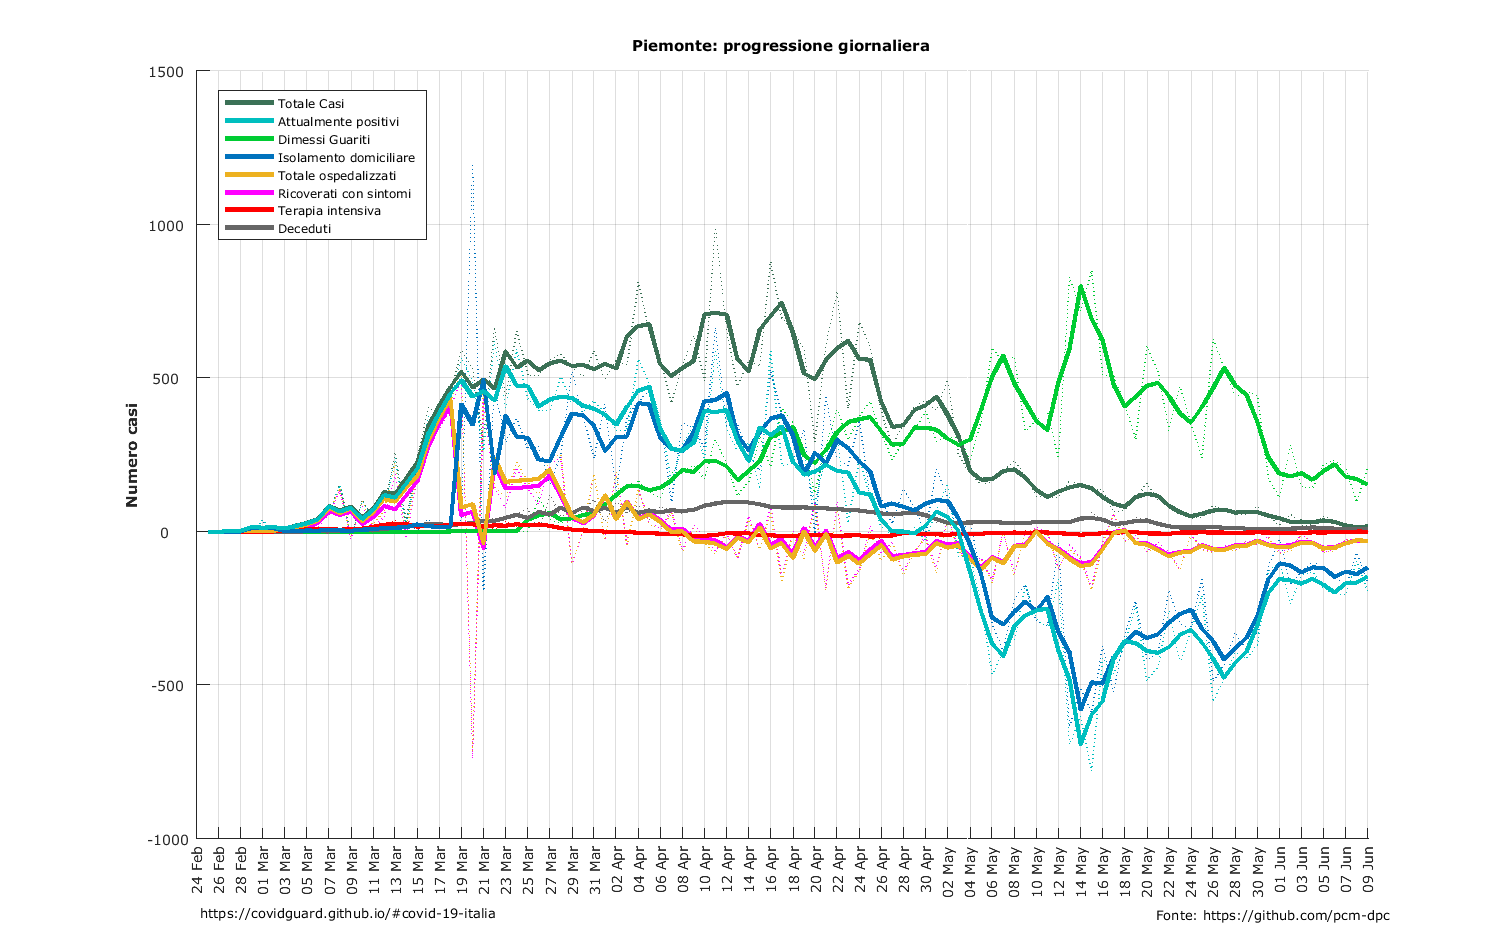 Piemonte: progressione giornaliera
1500
1000
500
0
-500
-1000
Numero casi
Totale Casi
Attualmente positivi
Dimessi Guariti
Isolamento domiciliare
Totale ospedalizzati
Ricoverati con sintomi
Terapia intensiva
Deceduti
24 Feb
26 Feb
28 Feb
01 Mar
03 Mar
05 Mar
07 Mar
09 Mar
11 Mar
13 Mar
15 Mar
17 Mar
19 Mar
21 Mar
23 Mar
25 Mar
27 Mar
29 Mar
31 Mar
02 Apr
04 Apr
06 Apr
08 Apr
10 Apr
12 Apr
14 Apr
16 Apr
18 Apr
20 Apr
22 Apr
24 Apr
26 Apr
28 Apr
30 Apr
02 May
04 May
06 May
08 May
10 May
12 May
14 May
16 May
18 May
20 May
22 May
24 May
26 May
28 May
30 May
01 Jun
03 Jun
05 Jun
07 Jun
09 Jun
https://covidguard.github.io/#covid-19-italia
Fonte: https://github.com/pcm-dpc